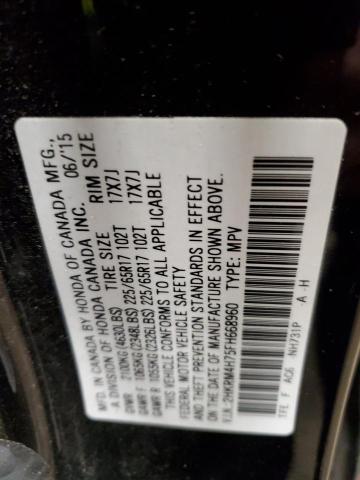 MFD. IN CANADA BY HONDA OF CANADA MFG.,
-A DIVISION OF HONDA CANADA INC. 06/'15
TIRE SIZE RIM SIZE
GVWR 2100KG (4630LBS)
GAWR F 1065KG (2348LBS) 225/65R17 102T 17X7J
GAWR R 1055KG (2326LBS) 225/65R17 102T 17X7J
THIS VEHICLE CONFORMS TO ALL APPLICABLE
FEDERAL MOTOR VEHICLE SAFETY
AND THEFT PREVENTION STANDARDS IN EFFECT
ON THE DATE OF MANUFACTURE SHOWN ABOVE.
V.I.N.:2HKRM4H75FH668960 TYPE: MPV
TFE F AG6 NH731P A -H